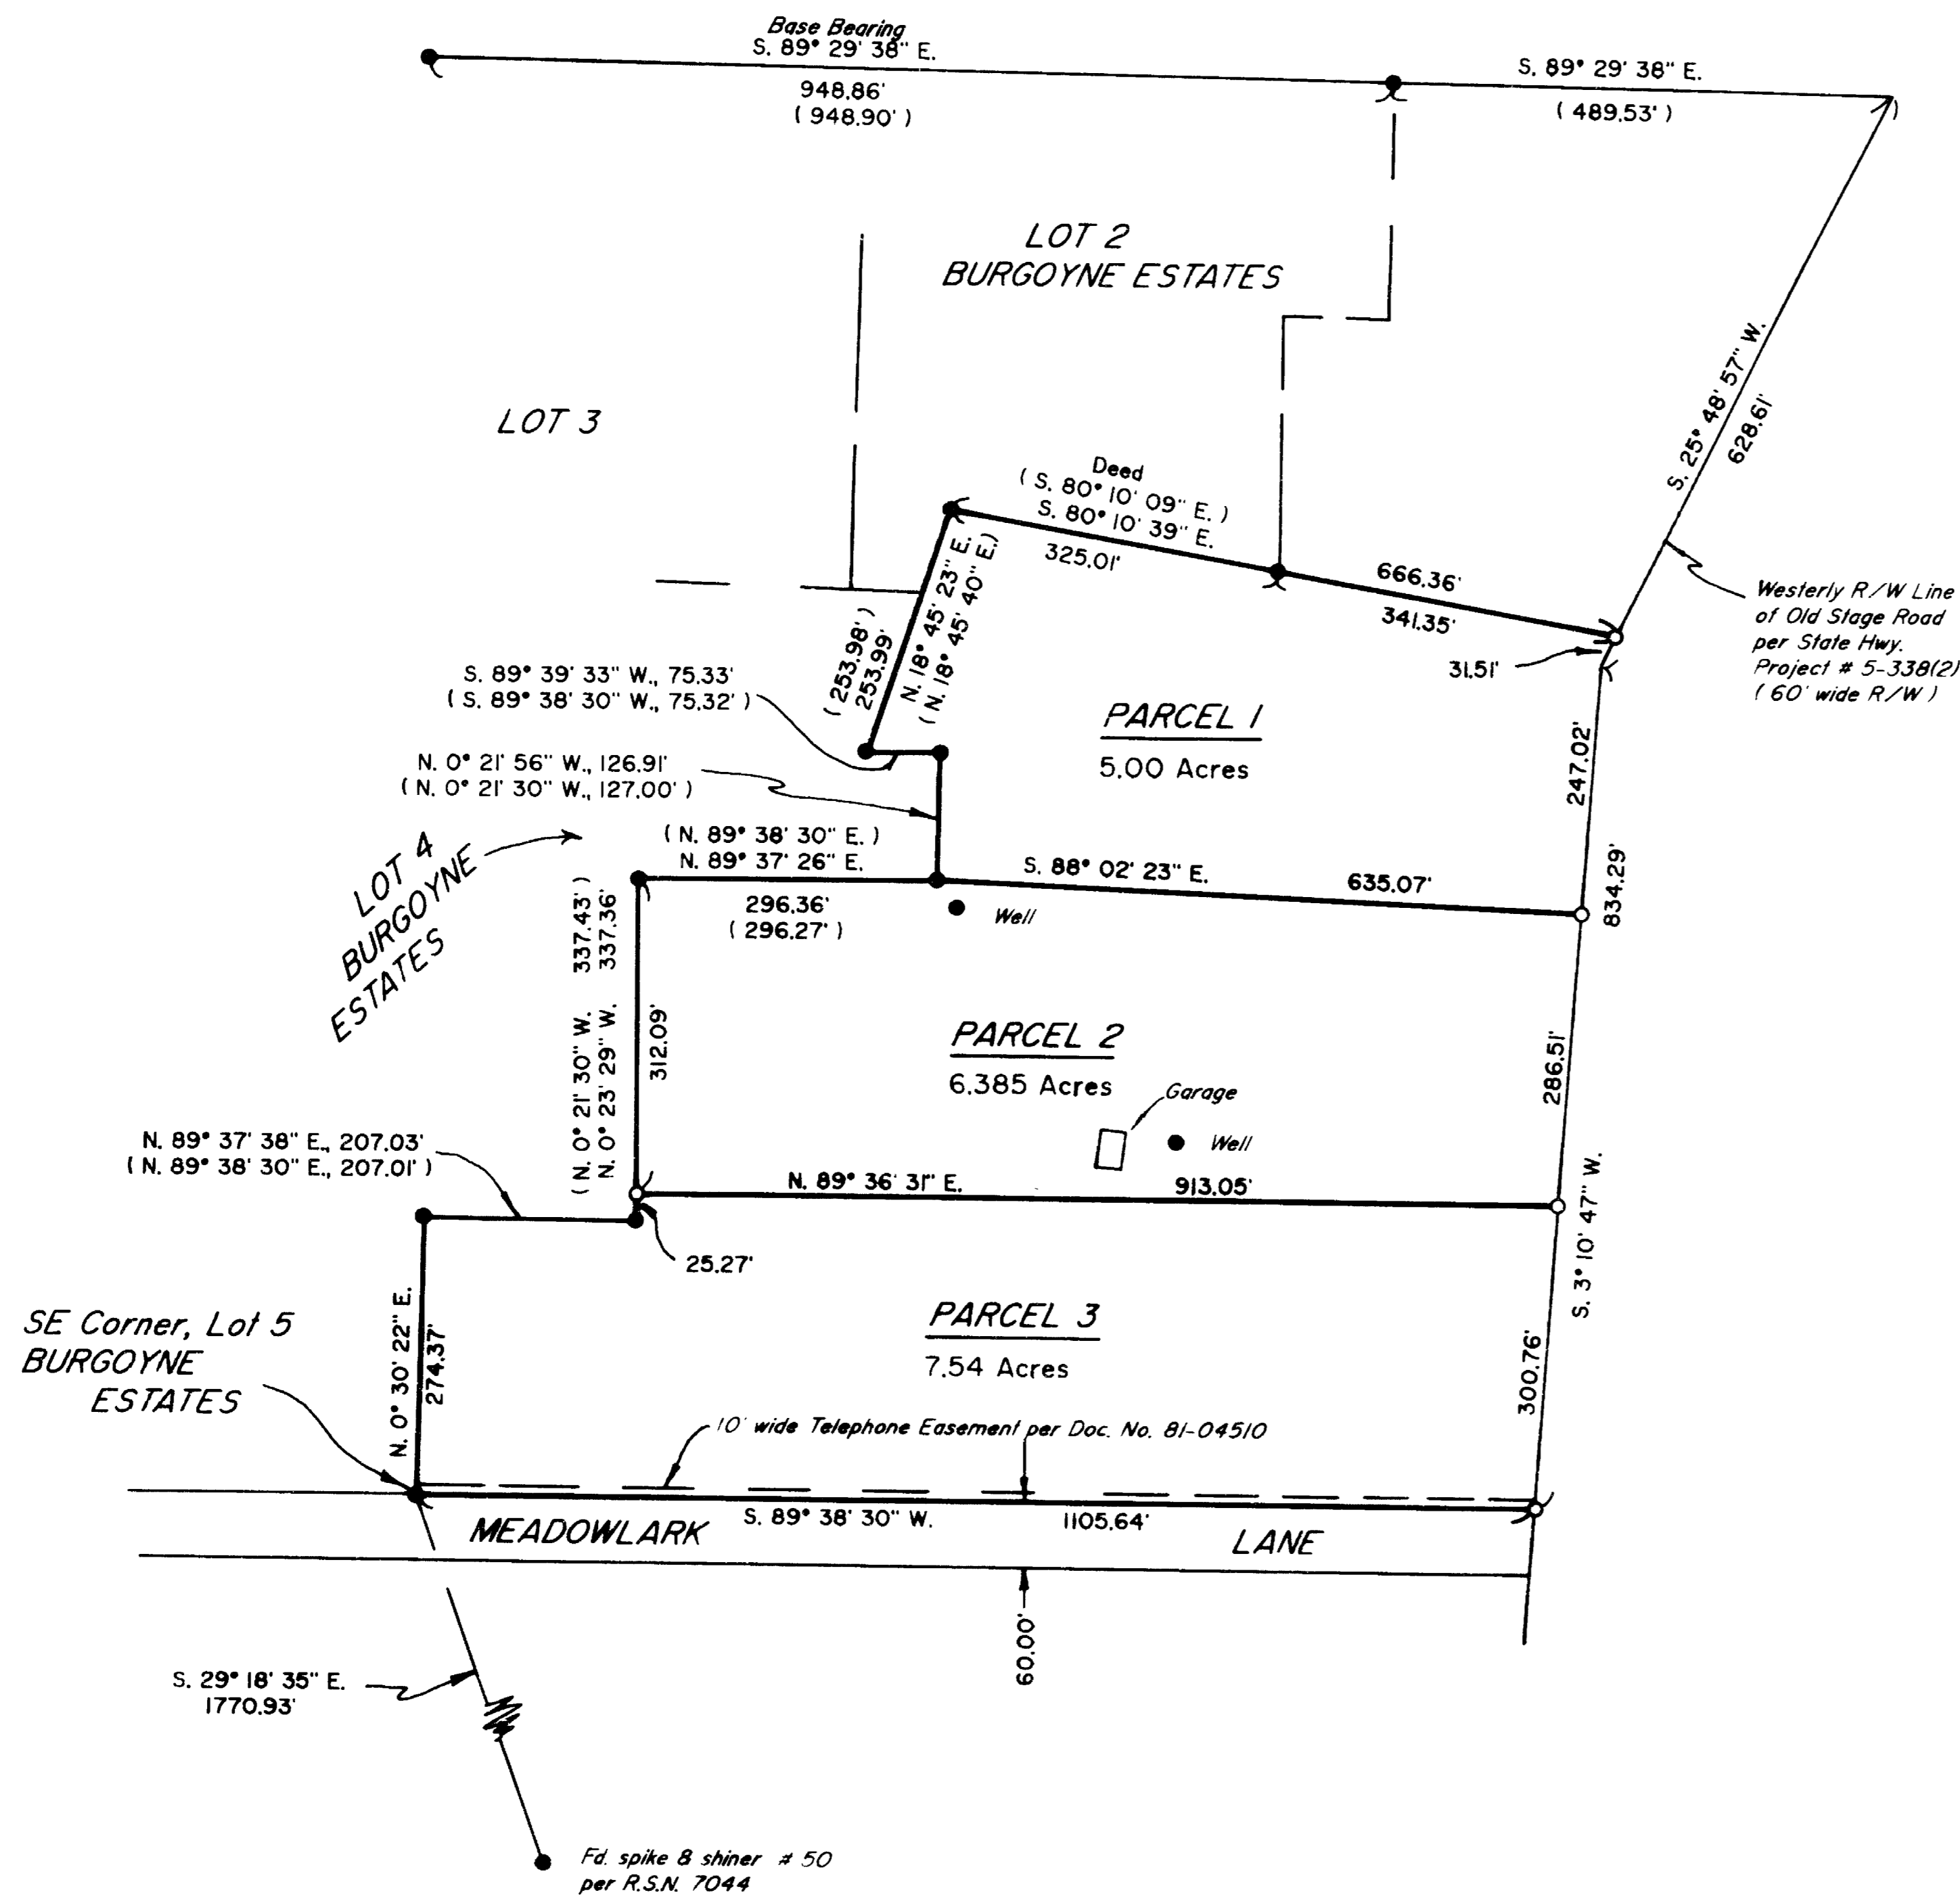 Base Bearing
S. 89° 29' 38" E.
948.86'
( 948.90' )
S. 89° 29' 38" E.
( 489.53' )
LOT 2
BURGOYNE ESTATES
LOT 3
S. 25° 48' 57" W.
628.61'
Deed
( S. 80° 10' 09" E. )
S. 80° 10' 39" E.
325.01'
666.36'
341.35'
Westerly R/W Line
of Old Stage Road
per State Hwy.
Project # 5-338(2)
( 60' wide R/W )
31.51'
( 253.98' )
253.99'
N. 18° 45' 23" E.
( N. 18° 45' 40" E. )
S. 89° 39' 33" W., 75.33'
( S. 89° 38' 30" W., 75.32' )
PARCEL 1
5.00 Acres
247.02'
N. 0° 21' 56" W., 126.91'
( N. 0° 21' 30" W., 127.00' )
( N. 89° 38' 30" E. )
N. 89° 37' 26" E.
296.36'
( 296.27' )
S. 88° 02' 23" E.
635.07'
834.29'
Well
LOT 4
BURGOYNE
ESTATES
( N. 0° 21' 30" W. 337.43' )
N. 0° 23' 29" W. 337.36'
312.09'
PARCEL 2
6.385 Acres
Garage
Well
286.51'
N. 89° 37' 38" E., 207.03'
( N. 89° 38' 30" E., 207.01' )
N. 89° 36' 31" E.
913.05'
S. 3° 10' 47" W.
25.27'
N. 0° 30' 22" E.
274.37'
SE Corner, Lot 5
BURGOYNE
ESTATES
PARCEL 3
7.54 Acres
300.76'
10' wide Telephone Easement per Doc. No. 81-04510
S. 89° 38' 30" W.
1105.64'
MEADOWLARK LANE
60.00'
S. 29° 18' 35" E.
1770.93'
Fd. spike & shiner # 50
per R.S.N. 7044